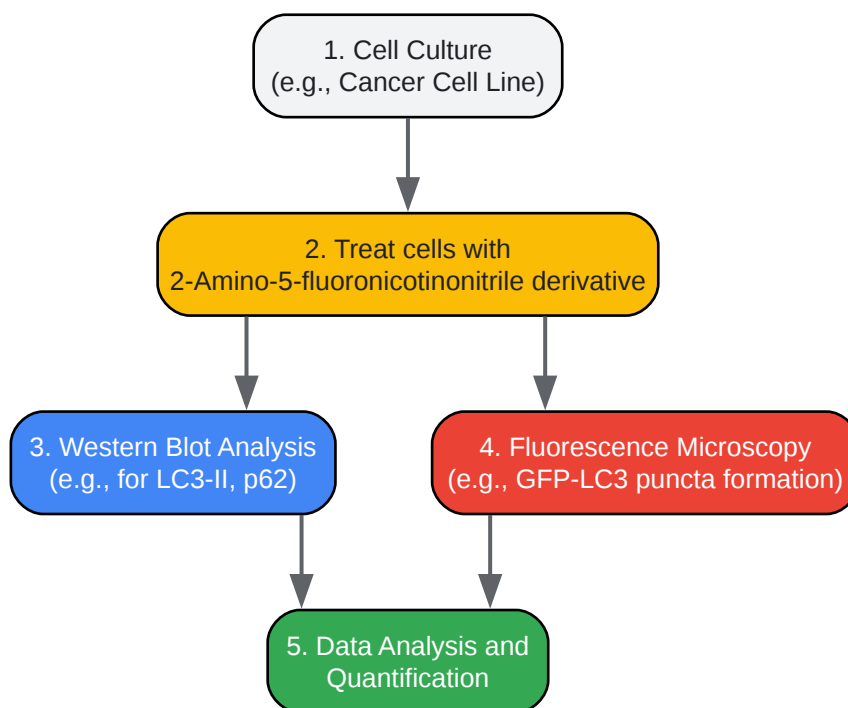 1. Cell Culture
(e.g., Cancer Cell Line)
2. Treat cells with
2-Amino-5-fluoronicotinonitrile derivative
3. Western Blot Analysis
(e.g., for LC3-II, p62)
4. Fluorescence Microscopy
(e.g., GFP-LC3 puncta formation)
5. Data Analysis and
Quantification